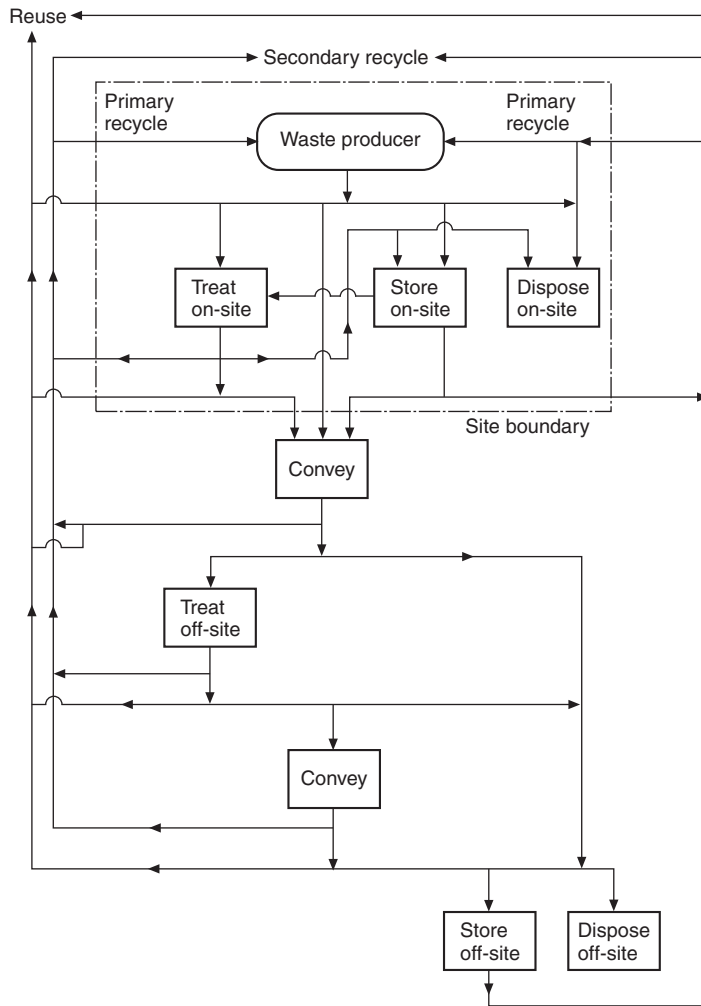 Reuse
Secondary recycle
Primary
recycle
Primary
recycle
Waste producer
Treat
on-site
Store
on-site
Dispose
on-site
Site boundary
Convey
Treat
off-site
Convey
Store
off-site
Dispose
off-site